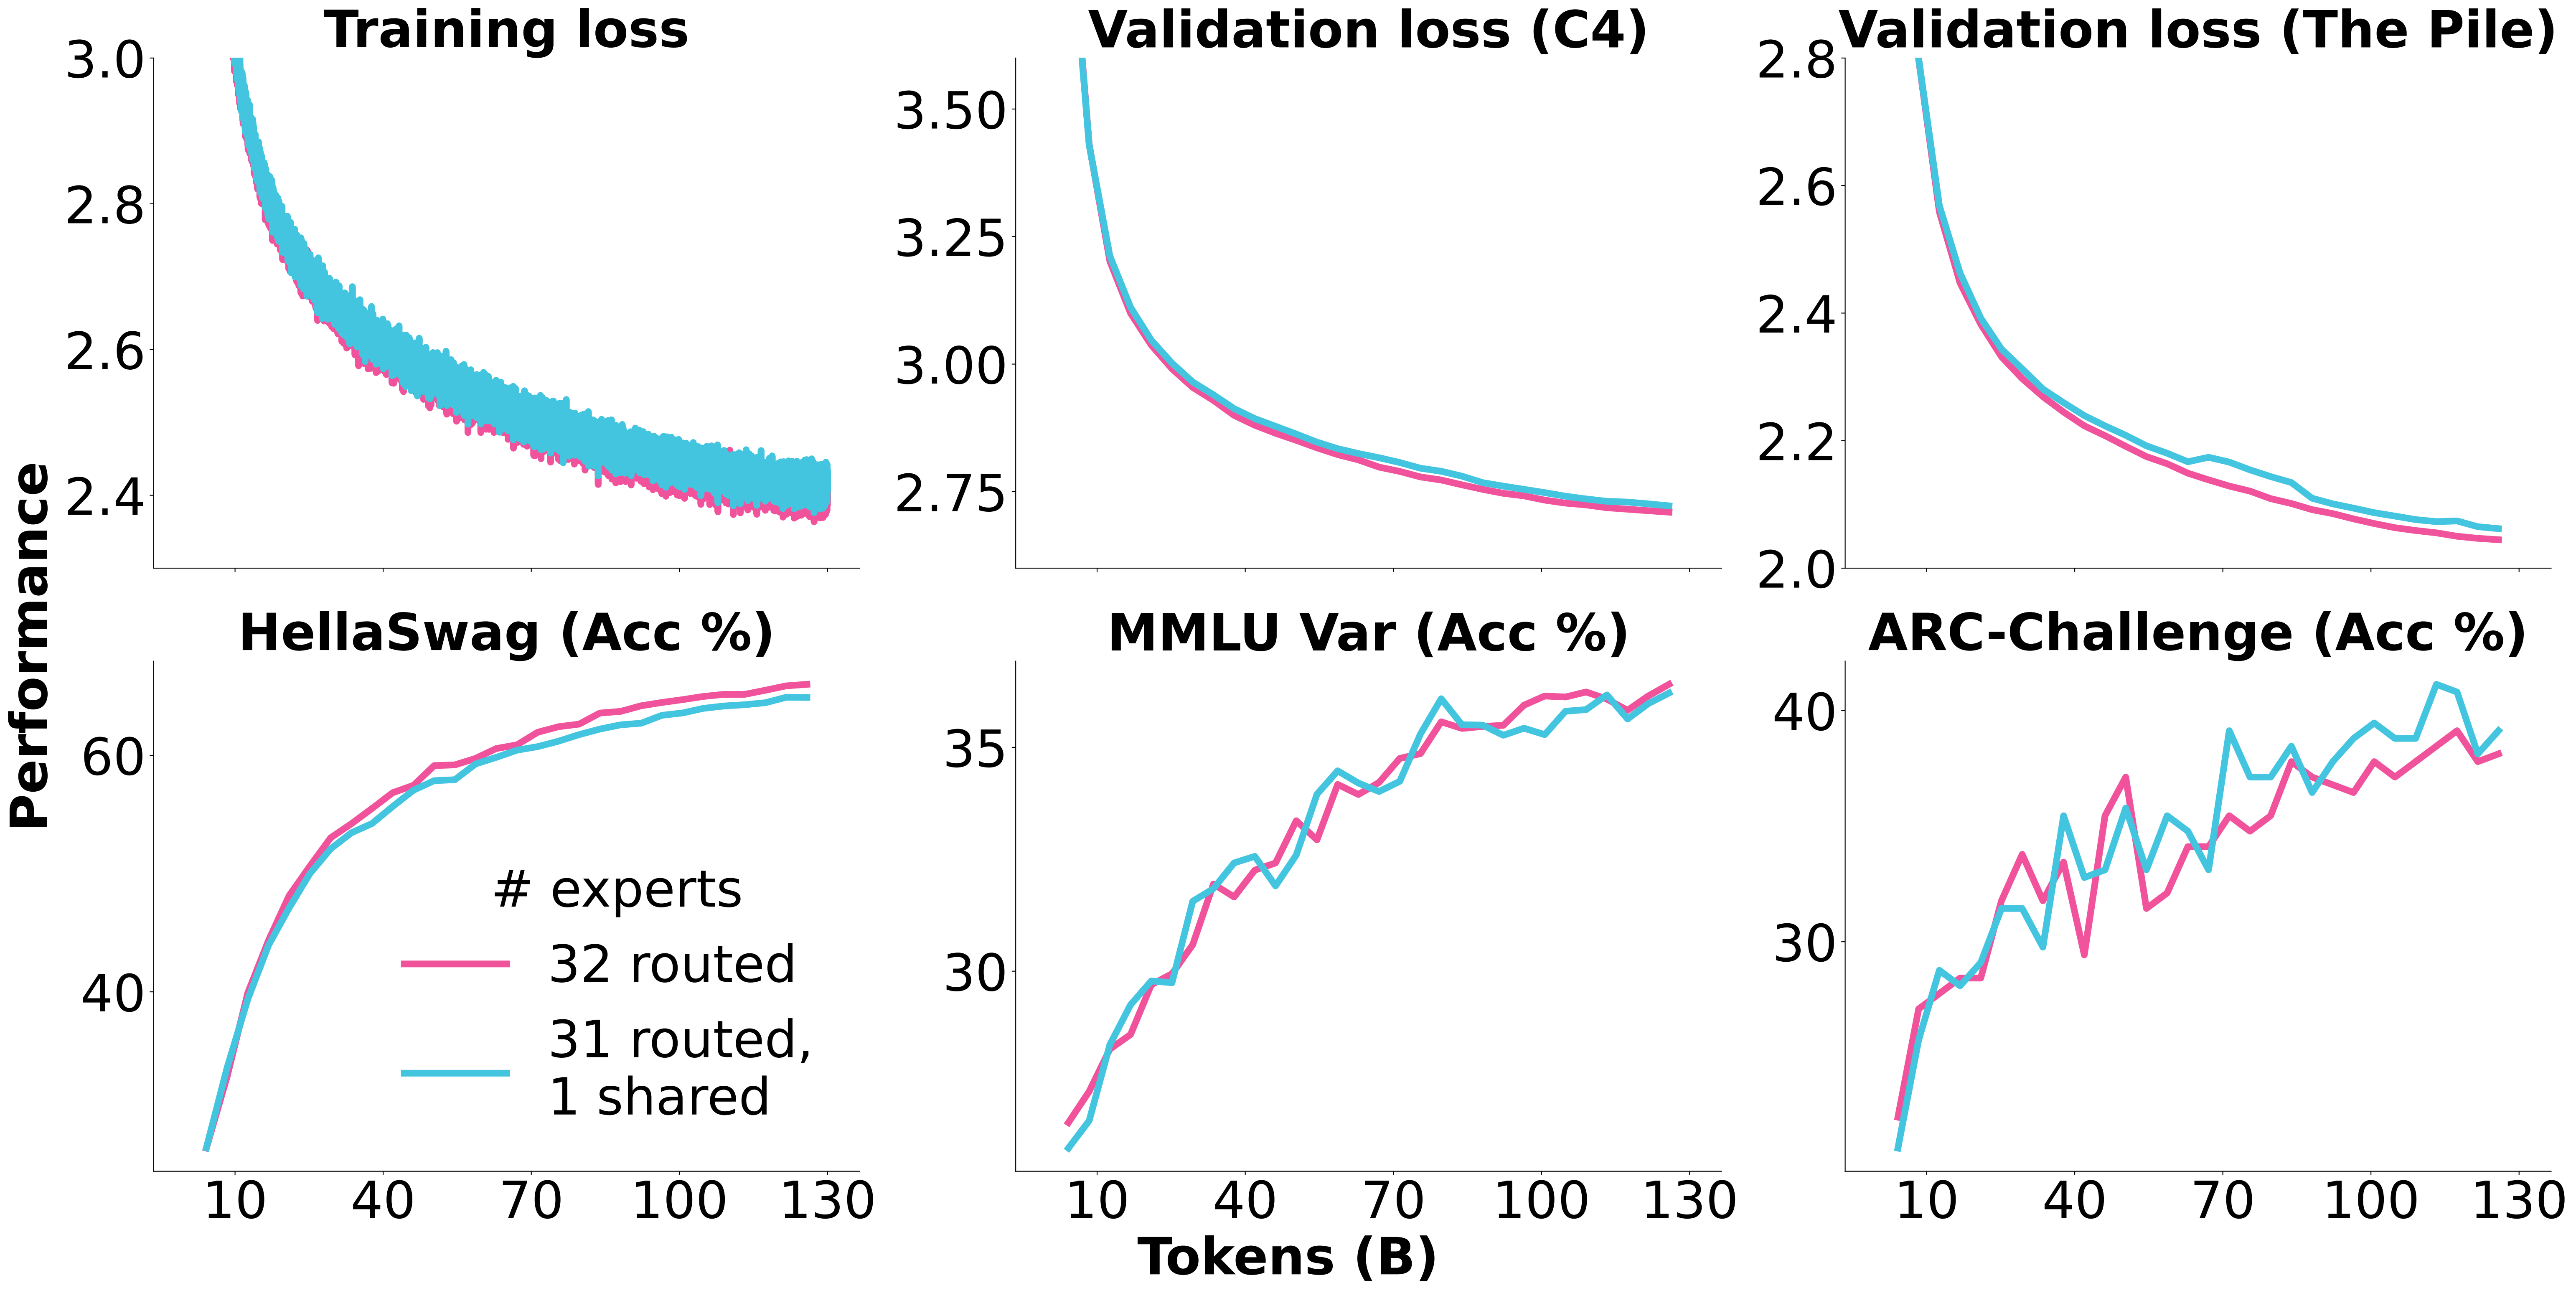 Training loss
Validation loss (C4)
Validation loss (The Pile)
3.0
2.8
2.6
2.4
3.50
3.25
3.00
2.75
2.8
2.6
2.4
2.2
2.0
Performance
HellaSwag (Acc %)
MMLU Var (Acc %)
ARC-Challenge (Acc %)
60
40
# experts
32 routed
31 routed,
1 shared
35
30
40
30
10 40 70 100 130
10 40 70 100 130
10 40 70 100 130
Tokens (B)